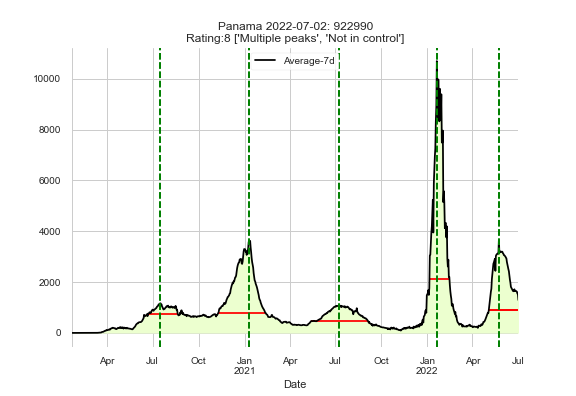 Panama 2022-07-02: 922990
Rating:8 ['Multiple peaks', 'Not in control']
Average-7d
10000
8000
6000
4000
2000
0
Apr Jul Oct Jan Apr Jul Oct Jan Apr Jul
2021 2022
Date